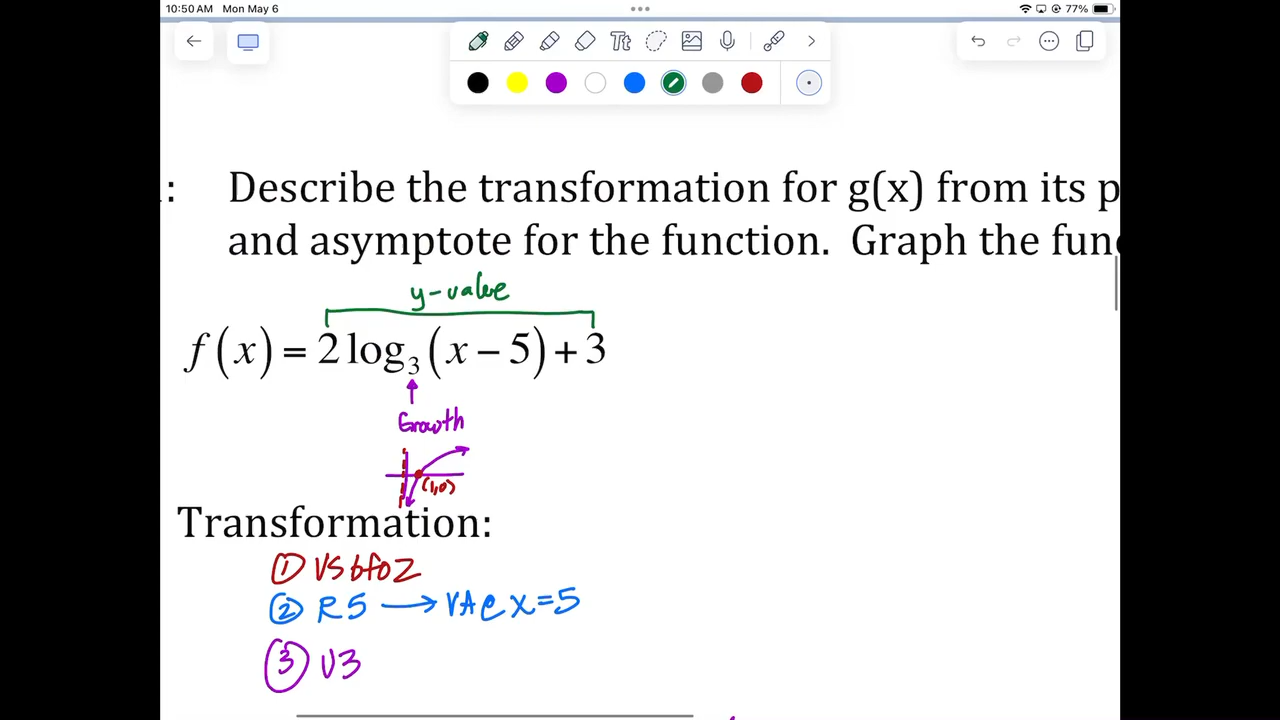 10:50 AM Mon May 6
77%
Tt
: Describe the transformation for g(x) from its p
and asymptote for the function. Graph the func
y-value
f(x) = 2 log₃ (x − 5) + 3
Growth
(1,0)
Transformation:
① VS bfo 2
② R5 → VA @ x=5
③ U3